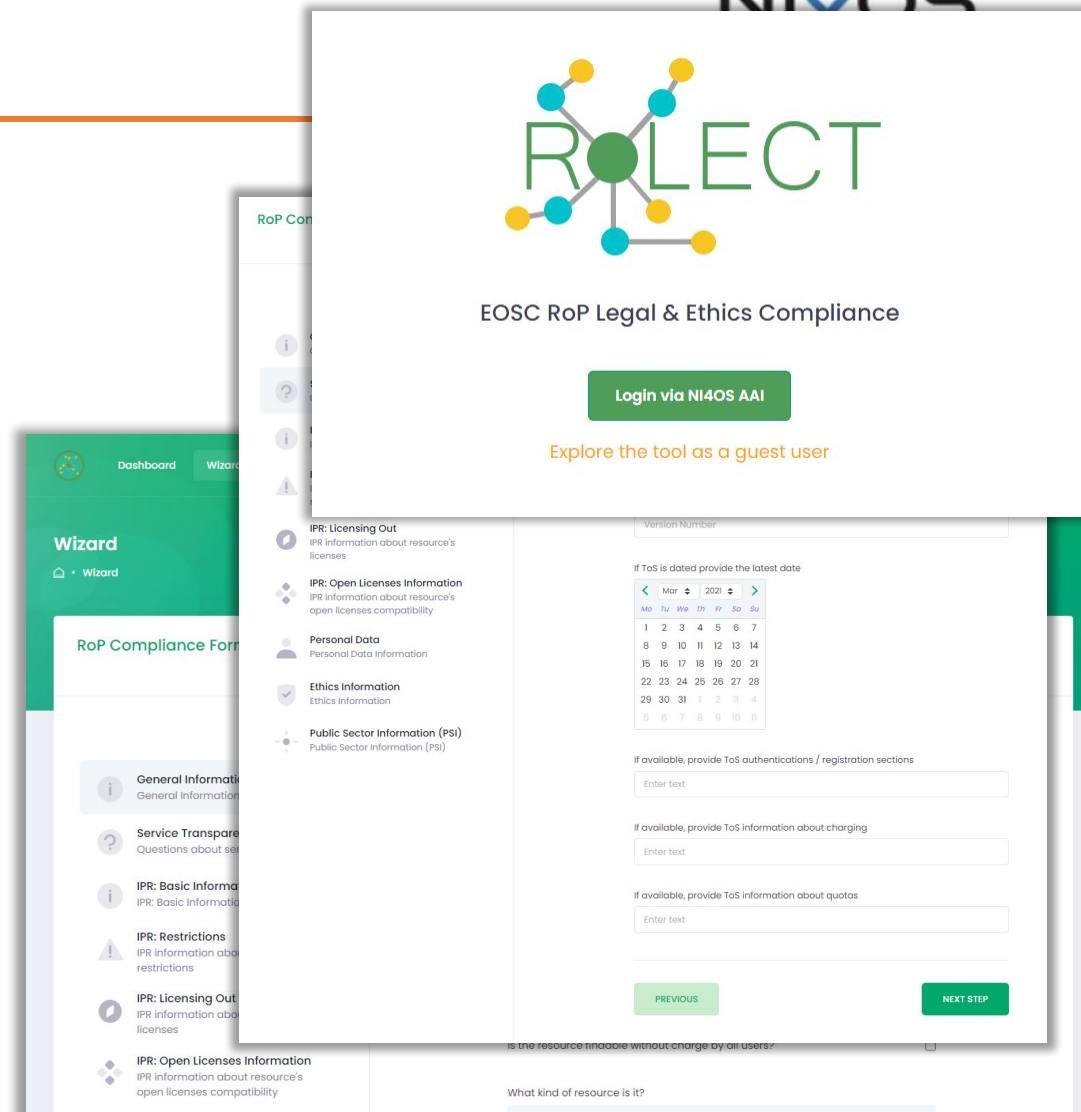 ROLECT
EOSC RoP Legal & Ethics Compliance
Login via NI4OS AAI
Explore the tool as a guest user
RoP Con
IPR: Licensing Out
IPR information about resource's
licenses
IPR: Open Licenses Information
IPR information about resource's
open licenses compatibility
Personal Data
Personal Data Information
Ethics Information
Ethics Information
Public Sector Information (PSI)
Public Sector Information (PSI)
Version Number
If ToS is dated provide the latest date
Mar 2021
Mo Tu We Th Fr Sa Su
1 2 3 4 5 6 7
8 9 10 11 12 13 14
15 16 17 18 19 20 21
22 23 24 25 26 27 28
29 30 31 1 2 3 4
5 6 7 8 9 10 11
If available, provide ToS authentications / registration sections
Enter text
If available, provide ToS information about charging
Enter text
If available, provide ToS information about quotas
Enter text
PREVIOUS
NEXT STEP
Dashboard Wizard
Wizard
• Wizard
RoP Compliance For
General Informati
General Information
Service Transpare
Questions about se
IPR: Basic Informa
IPR: Basic Informatio
IPR: Restrictions
IPR information abo
restrictions
IPR: Licensing Out
IPR information abo
licenses
IPR: Open Licenses Information
IPR information about resource's
open licenses compatibility
Is the resource findable without charge by all users?
What kind of resource is it?